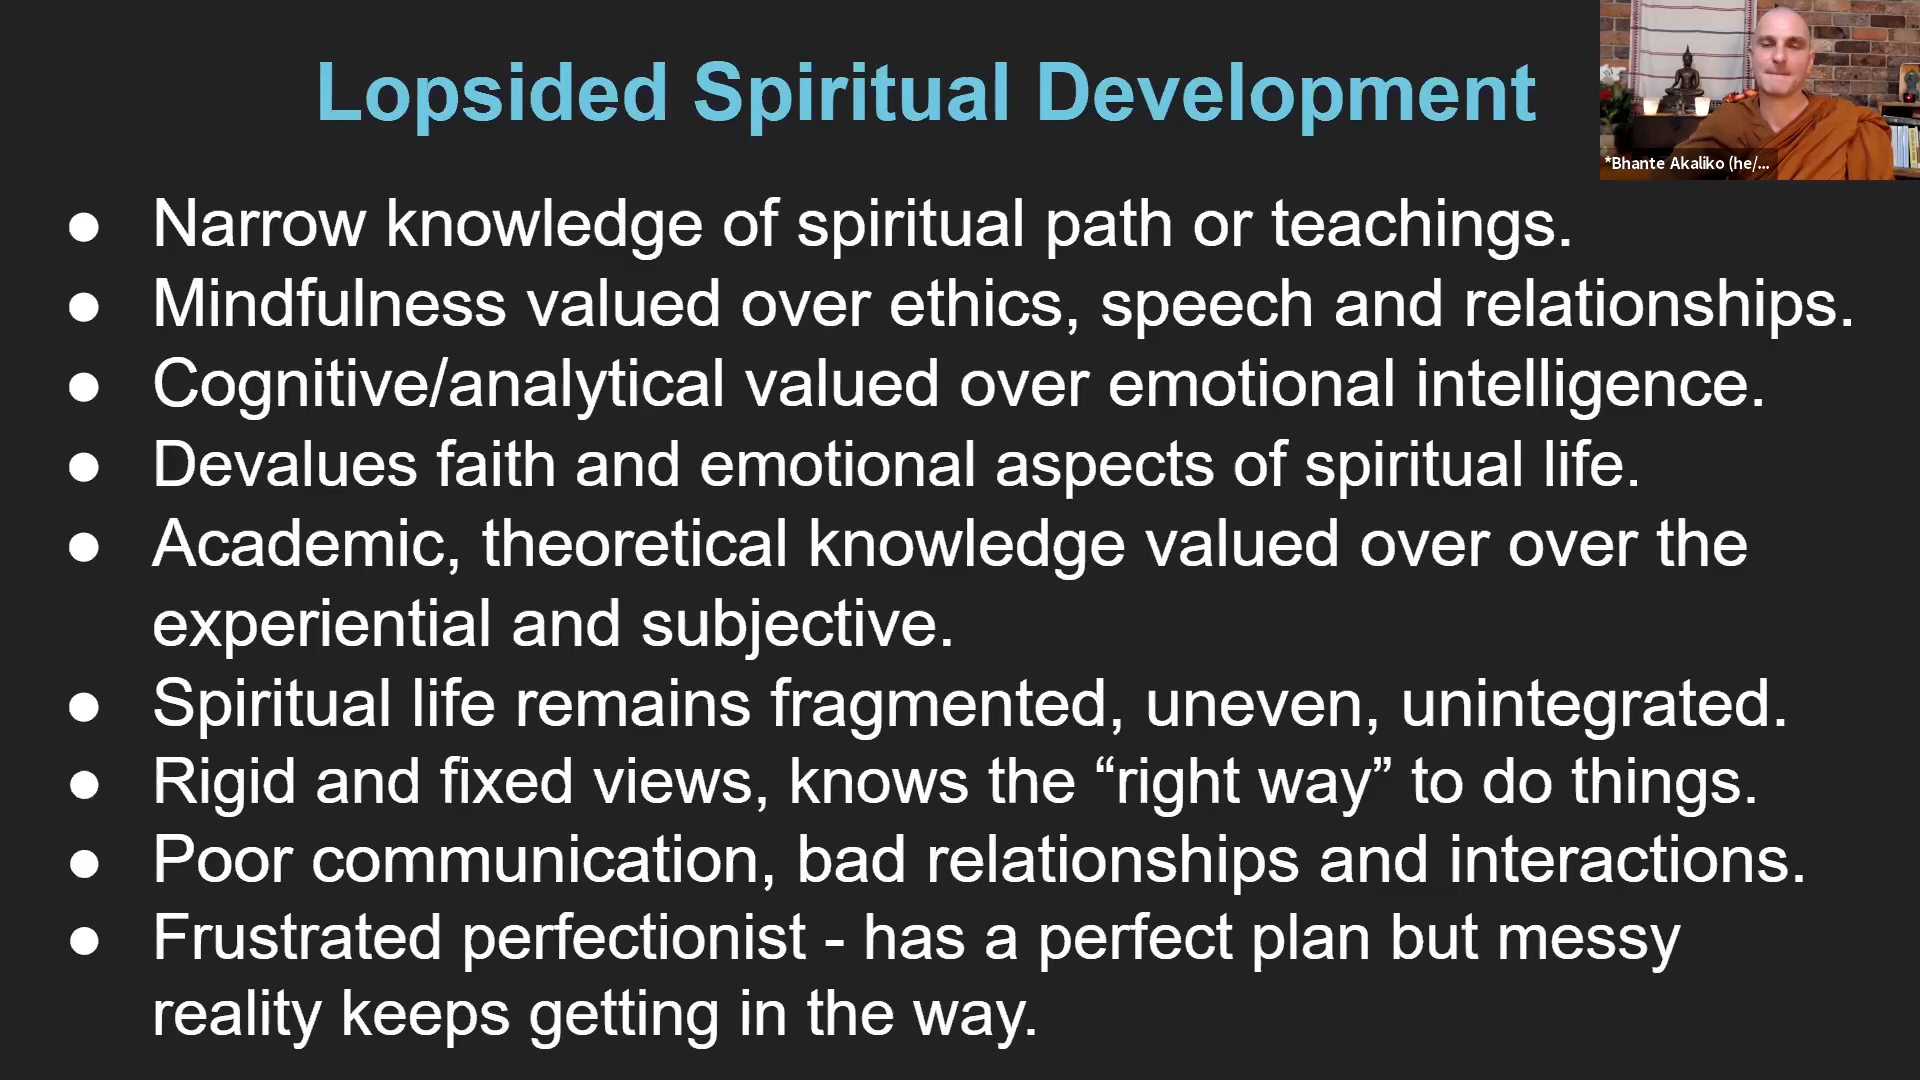 Lopsided Spiritual Development
*Bhante Akaliko (he/...
● Narrow knowledge of spiritual path or teachings.
● Mindfulness valued over ethics, speech and relationships.
● Cognitive/analytical valued over emotional intelligence.
● Devalues faith and emotional aspects of spiritual life.
● Academic, theoretical knowledge valued over over the
experiential and subjective.
● Spiritual life remains fragmented, uneven, unintegrated.
● Rigid and fixed views, knows the “right way” to do things.
● Poor communication, bad relationships and interactions.
● Frustrated perfectionist - has a perfect plan but messy
reality keeps getting in the way.